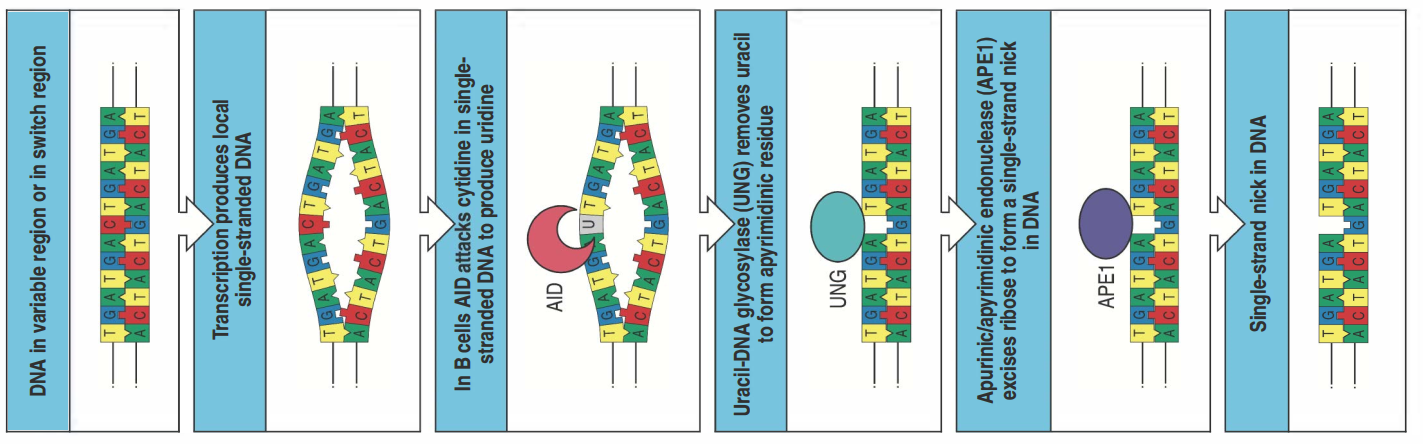 DNA in variable region or in switch region
T G A T G A C T G A T G A
A C T A C T G A C T A C T
Transcription produces local
single-stranded DNA
T G A T G A C T G A T G A
A C T A C T G A C T A C T
In B cells AID attacks cytidine in single-
stranded DNA to produce uridine
AID
T G A T G U T G A T G A
A C T A C T G A C T A C T
Uracil-DNA glycosylase (UNG) removes uracil
to form apyrimidinic residue
UNG
T G A T G A T G A T G A
A C T A C T G A C T A C T
Apurinic/apyrimidinic endonuclease (APE1)
excises ribose to form a single-strand nick
in DNA
APE1
T G A T G A T G A T G A
A C T A C T G A C T A C T
Single-strand nick in DNA
T G A T G A T G A T G A
A C T A C T G A C T A C T